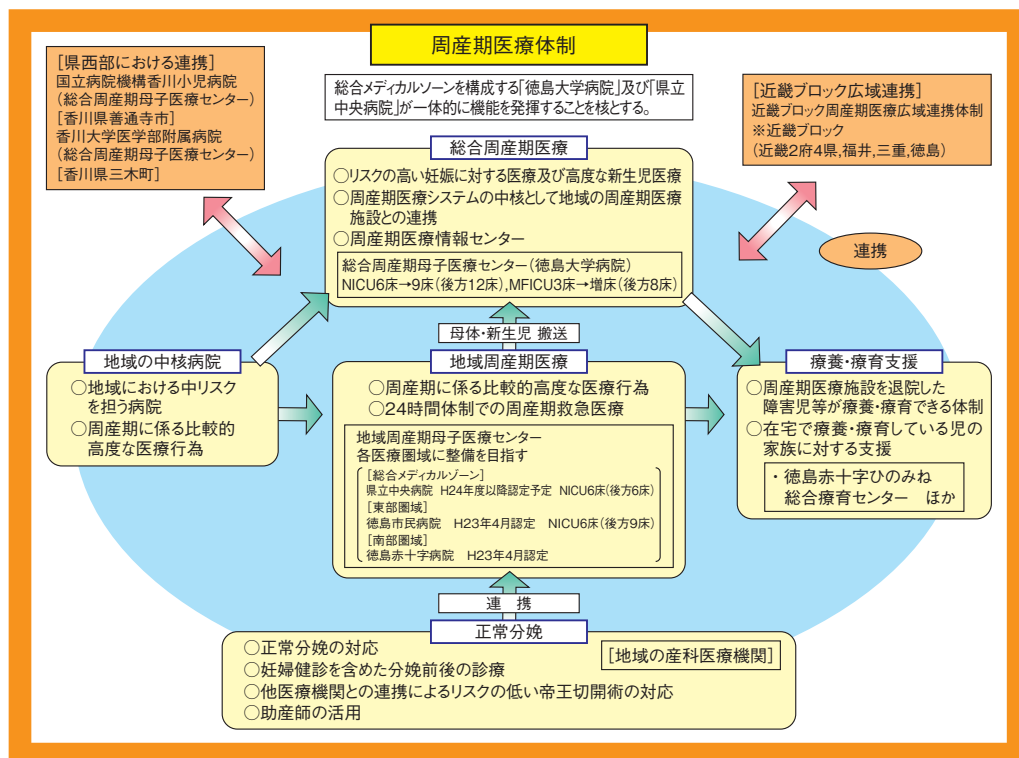 周産期医療体制
[県西部における連携]
国立病院機構香川小児病院
(総合周産期母子医療センター)
[香川県善通寺市]
香川大学医学部附属病院
(総合周産期母子医療センター)
[香川県三木町]
総合メディカルゾーンを構成する「徳島大学病院」及び「県立
中央病院」が一体的に機能を発揮することを核とする。
[近畿ブロック広域連携]
近畿ブロック周産期医療広域連携体制
※近畿ブロック
(近畿2府4県,福井,三重,徳島)
連携
総合周産期医療
○リスクの高い妊娠に対する医療及び高度な新生児医療
○周産期医療システムの中核として地域の周産期医療
施設との連携
○周産期医療情報センター
総合周産期母子医療センター(徳島大学病院)
NICU6床→9床(後方12床),MFICU3床→増床(後方8床)
母体・新生児 搬送
地域の中核病院
○地域における中リスク
を担う病院
○周産期に係る比較的
高度な医療行為
地域周産期医療
○周産期に係る比較的高度な医療行為
○24時間体制での周産期救急医療
地域周産期母子医療センター
各医療圏域に整備を目指す
[総合メディカルゾーン]
県立中央病院 H24年度以降認定予定 NICU6床(後方6床)
[東部圏域]
徳島市民病院 H23年4月認定 NICU6床(後方9床)
[南部圏域]
徳島赤十字病院 H23年4月認定
療養・療育支援
○周産期医療施設を退院した
障害児等が療養・療育できる体制
○在宅で療養・療育している児の
家族に対する支援
・徳島赤十字ひのみね
総合療育センター ほか
連 携
正常分娩
[地域の産科医療機関]
○正常分娩の対応
○妊婦健診を含めた分娩前後の診療
○他医療機関との連携によるリスクの低い帝王切開術の対応
○助産師の活用